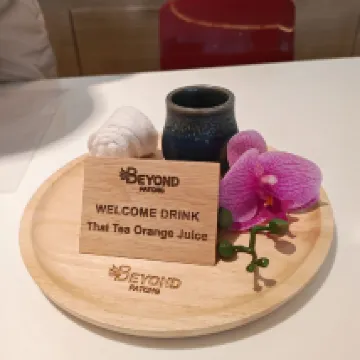 BEYOND
PATONG
WELCOME DRINK
Thai Tea Orange Juice
BEYOND
PATONG